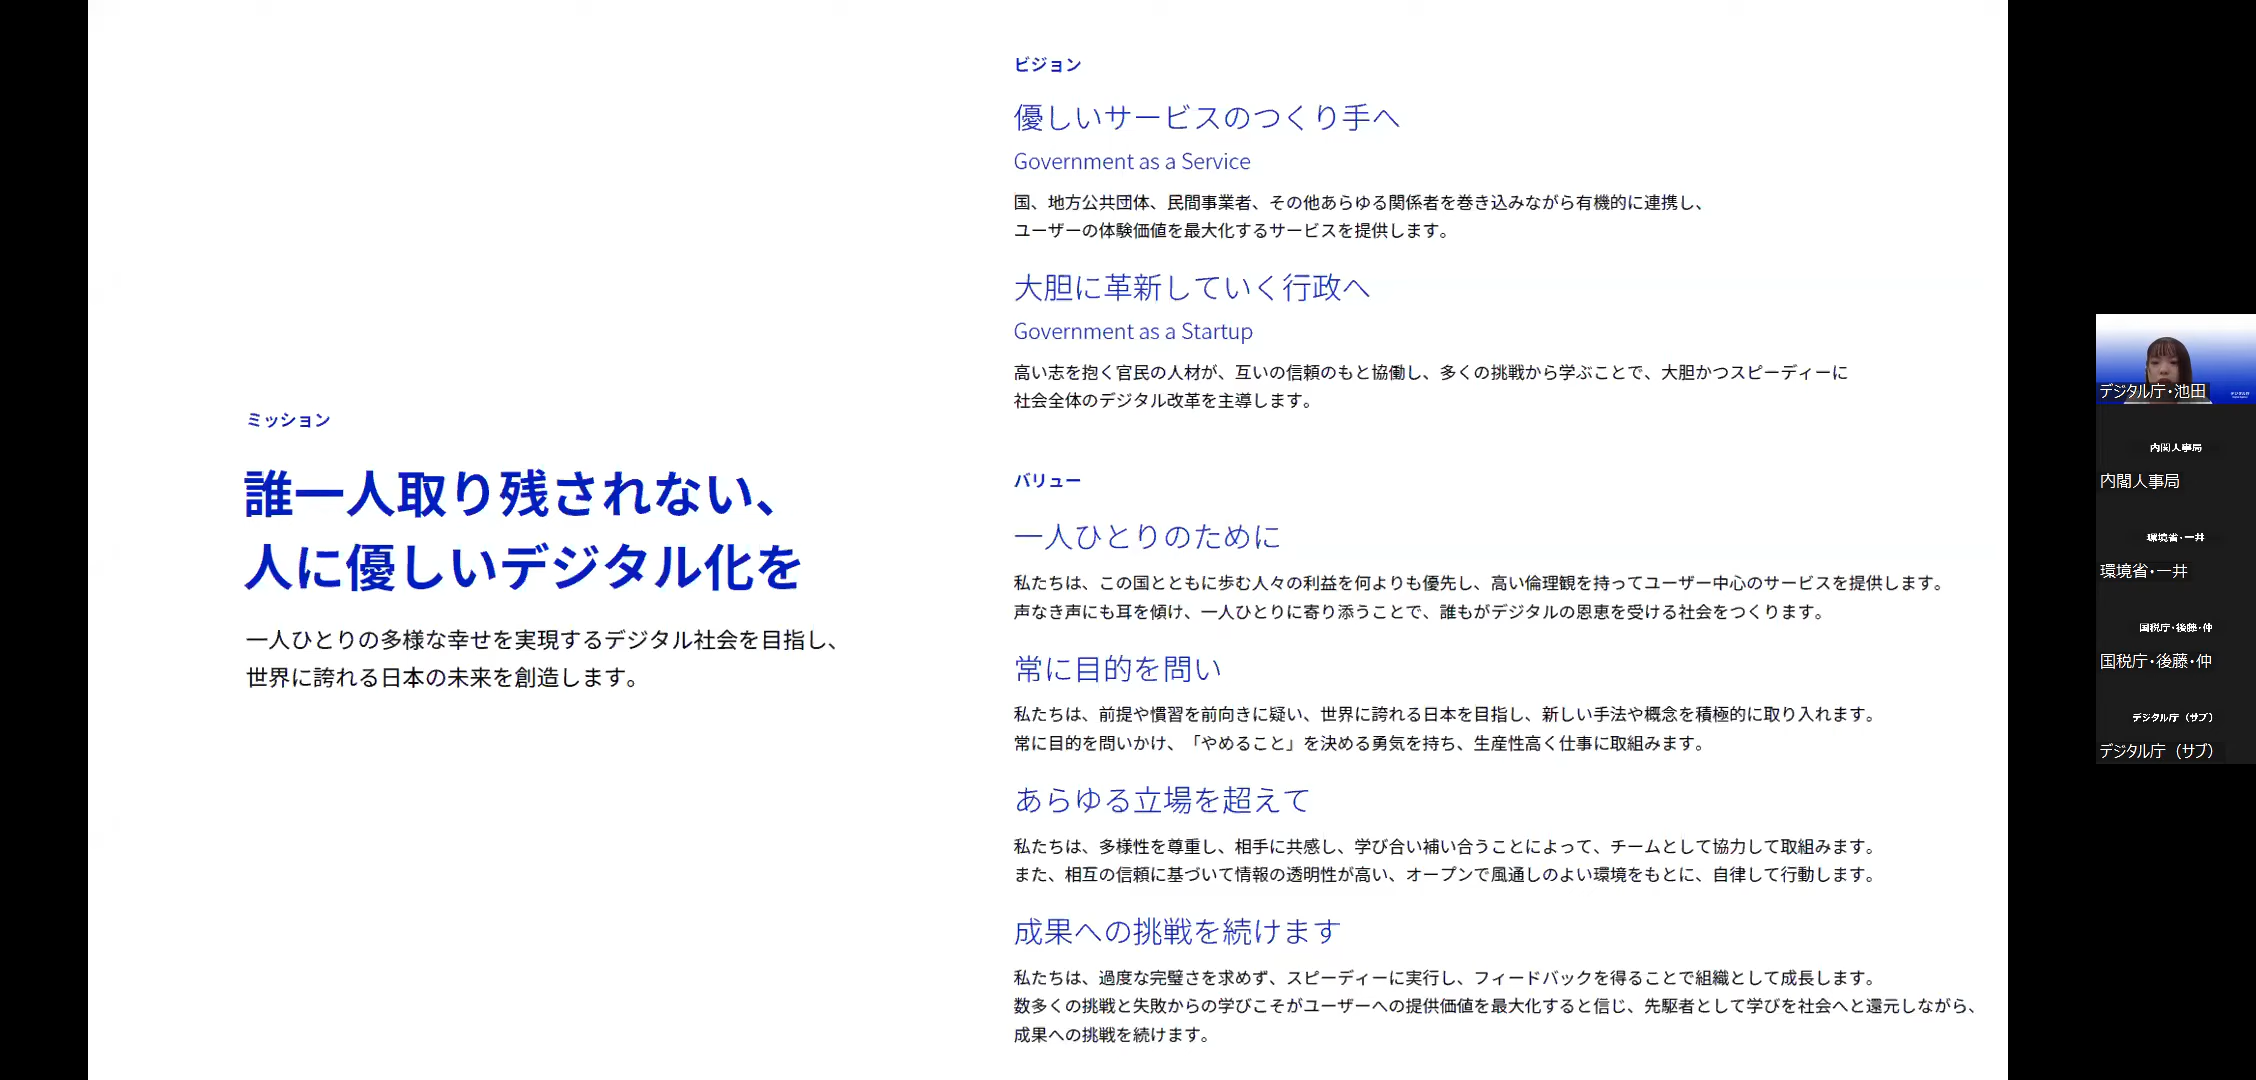 ミッション
誰一人取り残されない、
人に優しいデジタル化を
一人ひとりの多様な幸せを実現するデジタル社会を目指し、
世界に誇れる日本の未来を創造します。
ビジョン
優しいサービスのつくり手へ
Government as a Service
国、地方公共団体、民間事業者、その他あらゆる関係者を巻き込みながら有機的に連携し、
ユーザーの体験価値を最大化するサービスを提供します。
大胆に革新していく行政へ
Government as a Startup
高い志を抱く官民の人材が、互いの信頼のもと協働し、多くの挑戦から学ぶことで、大胆かつスピーディーに
社会全体のデジタル改革を主導します。
バリュー
一人ひとりのために
私たちは、この国とともに歩む人々の利益を何よりも優先し、高い倫理観を持ってユーザー中心のサービスを提供します。
声なき声にも耳を傾け、一人ひとりに寄り添うことで、誰もがデジタルの恩恵を受ける社会をつくります。
常に目的を問い
私たちは、前提や慣習を前向きに疑い、世界に誇れる日本を目指し、新しい手法や概念を積極的に取り入れます。
常に目的を問いかけ、「やめること」を決める勇気を持ち、生産性高く仕事に取組みます。
あらゆる立場を超えて
私たちは、多様性を尊重し、相手に共感し、学び合い補い合うことによって、チームとして協力して取組みます。
また、相互の信頼に基づいて情報の透明性が高い、オープンで風通しのよい環境をもとに、自律して行動します。
成果への挑戦を続けます
私たちは、過度な完璧さを求めず、スピーディーに実行し、フィードバックを得ることで組織として成長します。
数多くの挑戦と失敗からの学びこそがユーザーへの提供価値を最大化すると信じ、先駆者として学びを社会へと還元しながら、
成果への挑戦を続けます。
デジタル庁・池田
内閣人事局
内閣人事局
環境省・一井
環境省・一井
国税庁・後藤・仲
国税庁・後藤・仲
デジタル庁（サブ）
デジタル庁（サブ）